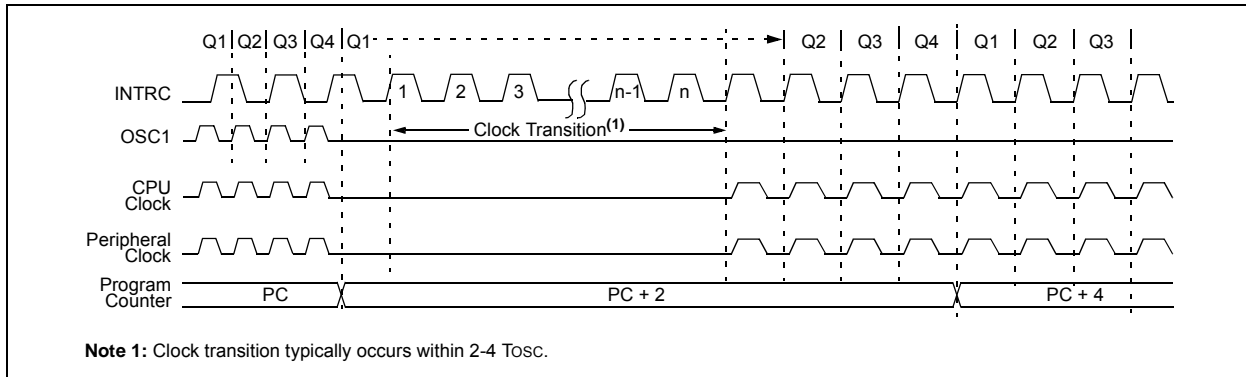 Q1 Q2 Q3 Q4 Q1 Q2 Q3 Q4 Q1 Q2 Q3
INTRC 1 2 3 n-1 n
OSC1 Clock Transition(1)
CPU
Clock
Peripheral
Clock
Program
Counter
PC PC + 2 PC + 4
Note 1: Clock transition typically occurs within 2-4 TOSC.